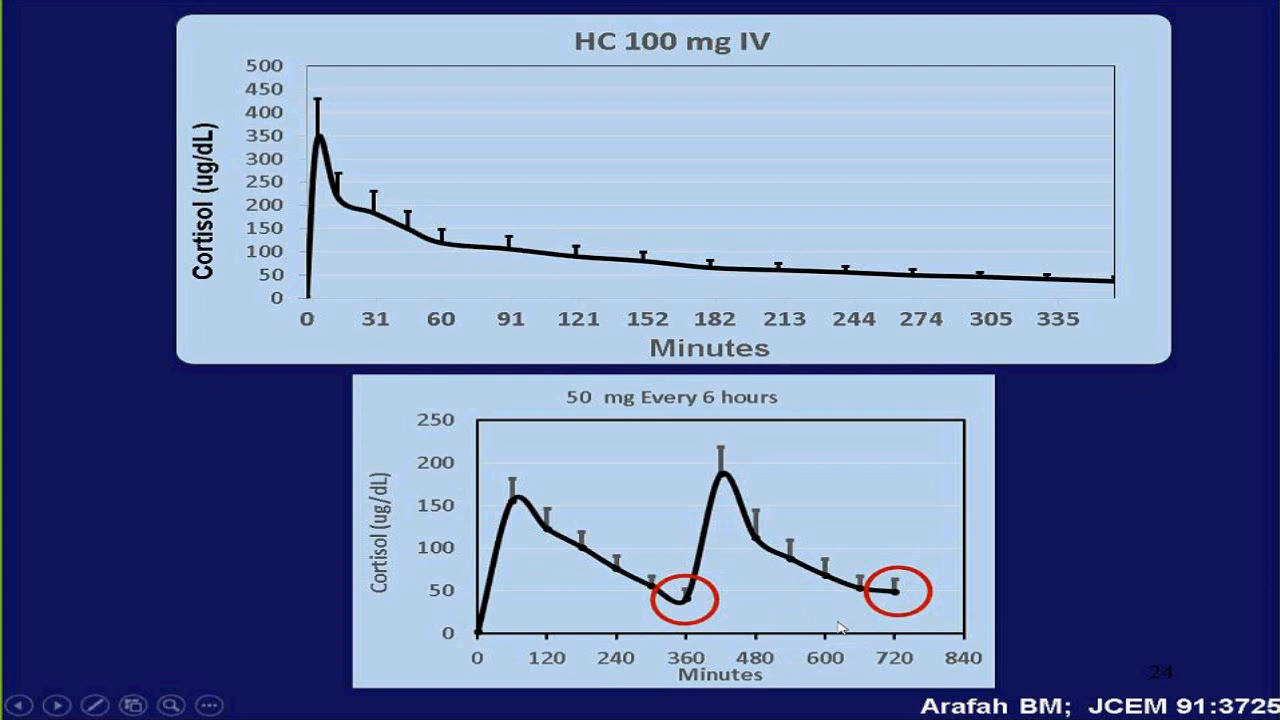 HC 100 mg IV
500
450
400
350
300
250
200
150
100
50
0
Cortisol (ug/dL)
0 31 60 91 121 152 182 213 244 274 305 335
Minutes
50 mg Every 6 hours
250
200
150
100
50
0
Cortisol (ug/dL)
0 120 240 360 480 600 720 840
Minutes
24
Arafah BM; JCEM 91:3725